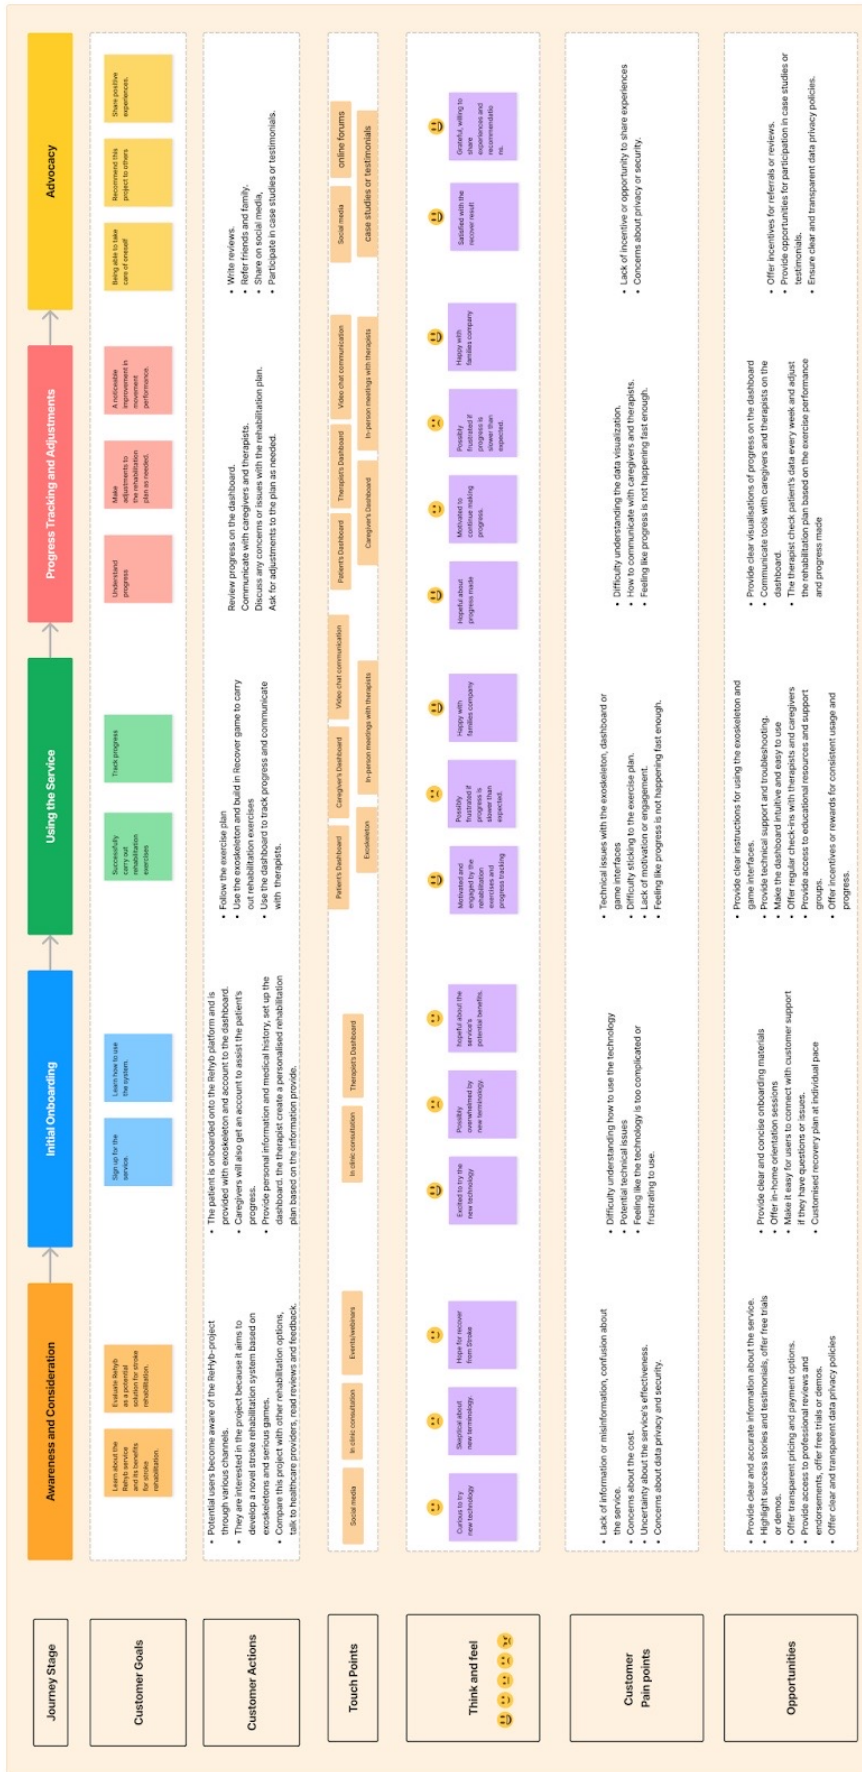 Journey Stage
Awareness and Consideration
Initial Onboarding
Using the Service
Progress Tracking and Adjustments
Advocacy
Customer Goals
Learn about the
Rehyb service
and its benefits
for stroke
rehabilitation.
Evaluate Rehyb
as a potential
solution for stroke
rehabilitation.
Sign up for the
service.
Learn how to use
the system.
Successfully
carry out
rehabilitation
exercises
Track progress
Understand
progress
Make
adjustments to
the rehabilitation
plan as needed.
A noticeable
improvement in
movement
performance.
Being able to take
care of oneself
Recommend this
project to others
Share positive
experiences.
Customer Actions
• Potential users become aware of the ReHyb-project
through various channels.
• They are interested in the project because it aims to
develop a novel stroke rehabilitation system based on
exoskeletons and serious games.
• Compare this project with other rehabilitation options,
talk to healthcare providers, read reviews and feedback.
• The patient is onboarded onto the Rehyb platform and is
provided with exoskeleton and account to the dashboard.
• Caregivers will also get an account to assist the patient's
progress.
• Provide personal information and medical history, set up the
dashboard. the therapist create a personalised rehabilitation
plan based on the information provide.
• Follow the exercise plan
• Use the exoskeleton and build in Recover game to carry
out rehabilitation exercises
• Use the dashboard to track progress and communicate
with therapists.
Review progress on the dashboard.
Communicate with caregivers and therapists.
Discuss any concerns or issues with the rehabilitation plan.
Ask for adjustments to the plan as needed.
• Write reviews.
• Refer friends and family.
• Share on social media,
• Participate in case studies or testimonials.
Touch Points
Social media
In clinic consultation
Events/webinars
In clinic consultation
Therapist's Dashboard
Patient's Dashboard
Caregiver's Dashboard
Video chat communication
Exoskeleton
In-person meetings with therapists
Patient's Dashboard
Therapist's Dashboard
Video chat communication
Caregiver's Dashboard
In-person meetings with therapists
Social media
online forums
case studies or testimonials
Think and feel
Curious to try
new technology
Skeptical about
new terminology.
Hope for recover
from Stroke
Excited to try the
new technology
Possibly
overwhelmed by
new terminology.
hopeful about the
service's
potential benefits.
Motivated and
engaged by the
rehabilitation
exercises and
progress tracking
Possibly
frustrated if
progress is
slower than
expected.
Happy with
families company
Hopeful about
progress made
Motivated to
continue making
progress.
Possibly
frustrated if
progress is
slower than
expected.
Happy with
families company
Satisfied with the
recover result
Grateful, willing to
share
experiences and
recommendatio
ns.
Customer
Pain points
• Lack of information or misinformation, confusion about
the service.
• Concerns about the cost.
• Uncertainty about the service's effectiveness.
• Concerns about data privacy and security.
• Difficulty understanding how to use the technology
• Potential technical issues
• Feeling like the technology is too complicated or
frustrating to use.
• Technical issues with the exoskeleton, dashboard or
game interfaces
• Difficulty sticking to the exercise plan.
• Lack of motivation or engagement.
• Feeling like progress is not happening fast enough.
• Difficulty understanding the data visualization.
• How to communicate with caregivers and therapists.
• Feeling like progress is not happening fast enough.
• Lack of incentive or opportunity to share experiences
• Concerns about privacy or security.
Opportunities
• Provide clear and accurate information about the service.
• Highlight success stories and testimonials, offer free trials
or demos.
• Offer transparent pricing and payment options.
• Provide access to professional reviews and
endorsements, offer free trials or demos.
• Offer clear and transparent data privacy policies
• Provide clear and concise onboarding materials
• Offer in-home orientation sessions
• Make it easy for users to connect with customer support
if they have questions or issues.
• Customised recovery plan at individual pace
• Provide clear instructions for using the exoskeleton and
game interfaces.
• Provide technical support and troubleshooting.
• Make the dashboard intuitive and easy to use
• Offer regular check-ins with therapists and caregivers
• Provide access to educational resources and support
groups.
• Offer incentives or rewards for consistent usage and
progress.
• Provide clear visualisations of progress on the dashboard
• Communicate tools with caregivers and therapists on the
dashboard.
• The therapist check patient's data every week and adjust
the rehabilitation plan based on the exercise performance
and progress made
• Offer incentives for referrals or reviews.
• Provide opportunities for participation in case studies or
testimonials.
• Ensure clear and transparent data privacy policies.